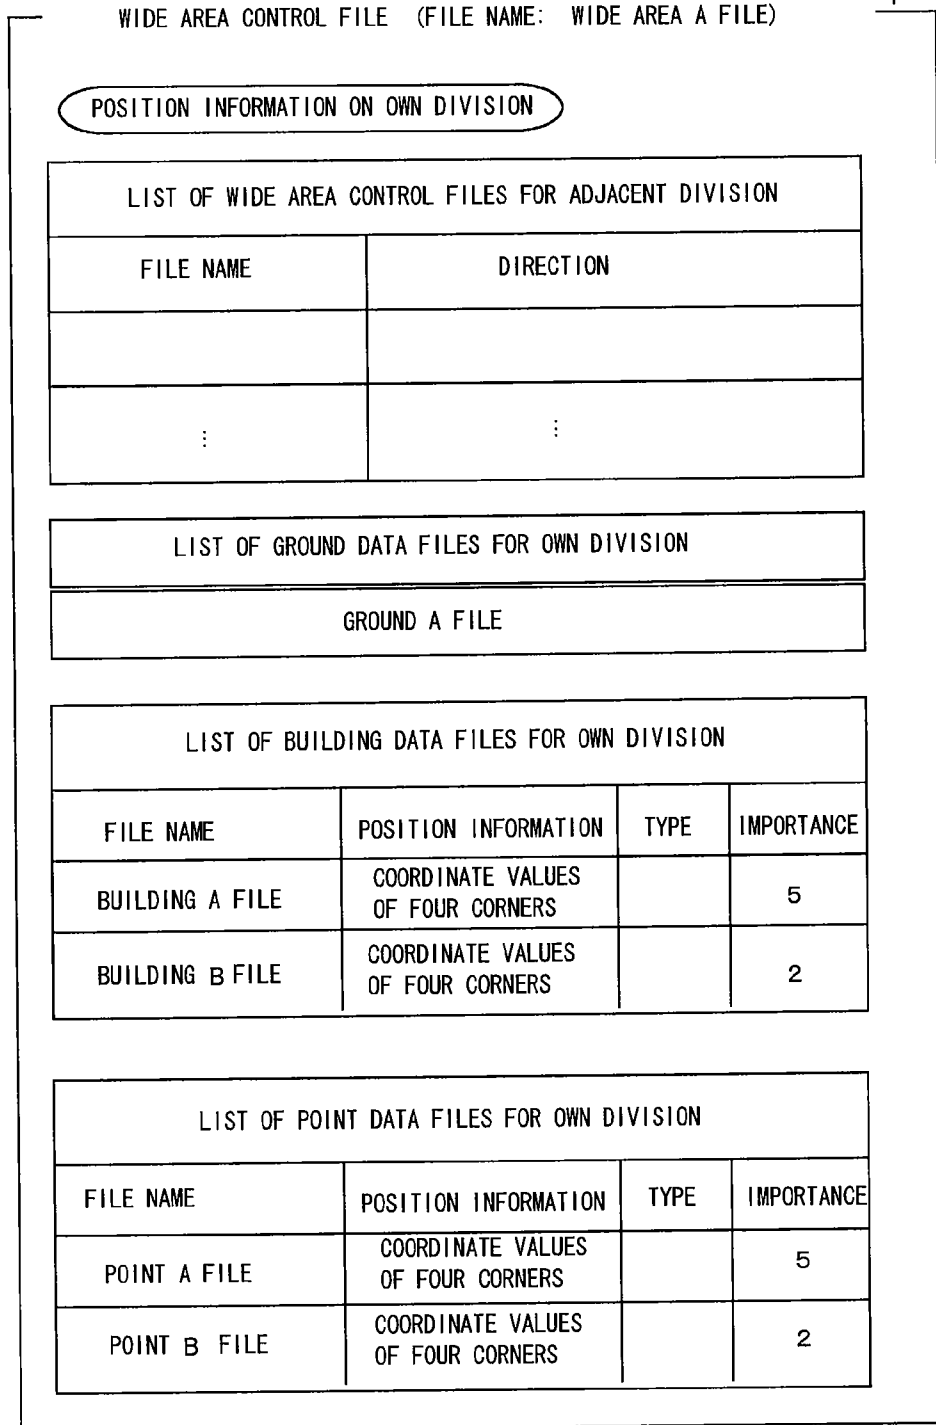 WIDE AREA CONTROL FILE (FILE NAME: WIDE AREA A FILE)
POSITION INFORMATION ON OWN DIVISION
LIST OF WIDE AREA CONTROL FILES FOR ADJACENT DIVISION
FILE NAME DIRECTION
⋮ ⋮
LIST OF GROUND DATA FILES FOR OWN DIVISION
GROUND A FILE
LIST OF BUILDING DATA FILES FOR OWN DIVISION
FILE NAME POSITION INFORMATION TYPE IMPORTANCE
BUILDING A FILE COORDINATE VALUES OF FOUR CORNERS 5
BUILDING B FILE COORDINATE VALUES OF FOUR CORNERS 2
LIST OF POINT DATA FILES FOR OWN DIVISION
FILE NAME POSITION INFORMATION TYPE IMPORTANCE
POINT A FILE COORDINATE VALUES OF FOUR CORNERS 5
POINT B FILE COORDINATE VALUES OF FOUR CORNERS 2